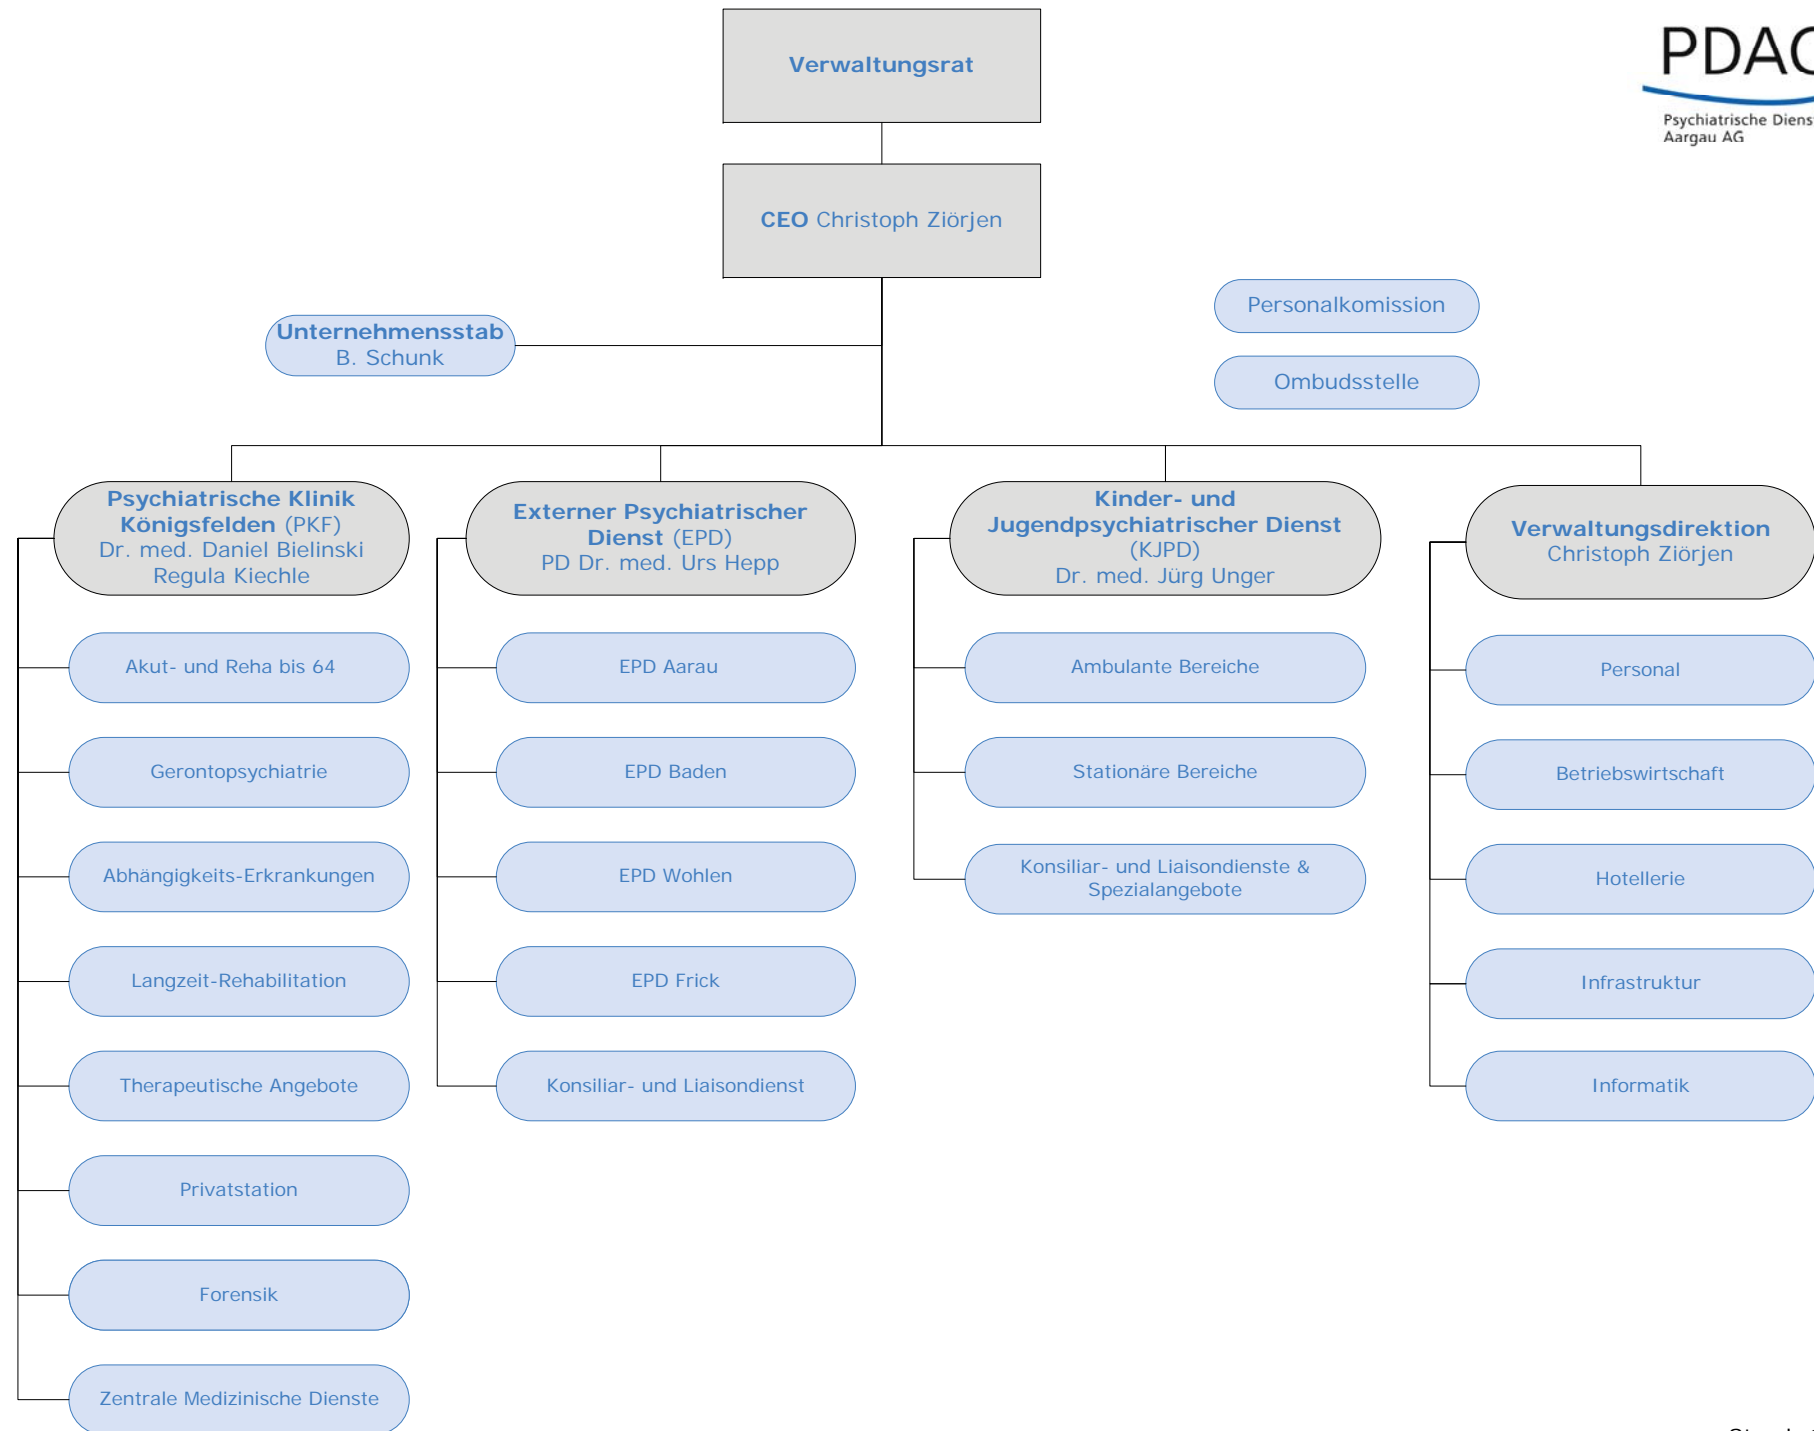 Verwaltungsrat
PDAG
Psychiatrische
Aargau AG
CEO Christoph Ziörjen
Personalkomission
Unternehmensstab
B. Schunk
Ombudsstelle
Psychiatrische Klinik
Königsfelden (PKF)
Dr. med. Daniel Bielinski
Regula Kiechle
Externer Psychiatrischer
Dienst (EPD)
PD Dr. med. Urs Hepp
Kinder- und
Jugendpsychiatrischer Dienst
(KJPD)
Dr. med. Jürg Unger
Verwaltungsdirektion
Christoph Ziörjen
Akut- und Reha bis 64
Gerontopsychiatrie
Abhängigkeits-Erkrankungen
Langzeit-Rehabilitation
Therapeutische Angebote
Privatstation
Forensik
Zentrale Medizinische Dienste
EPD Aarau
EPD Baden
EPD Wohlen
EPD Frick
Konsiliar- und Liaisondienst
Ambulante Bereiche
Stationäre Bereiche
Konsiliar- und Liaisondienste &
Spezialangebote
Personal
Betriebswirtschaft
Hotellerie
Infrastruktur
Informatik